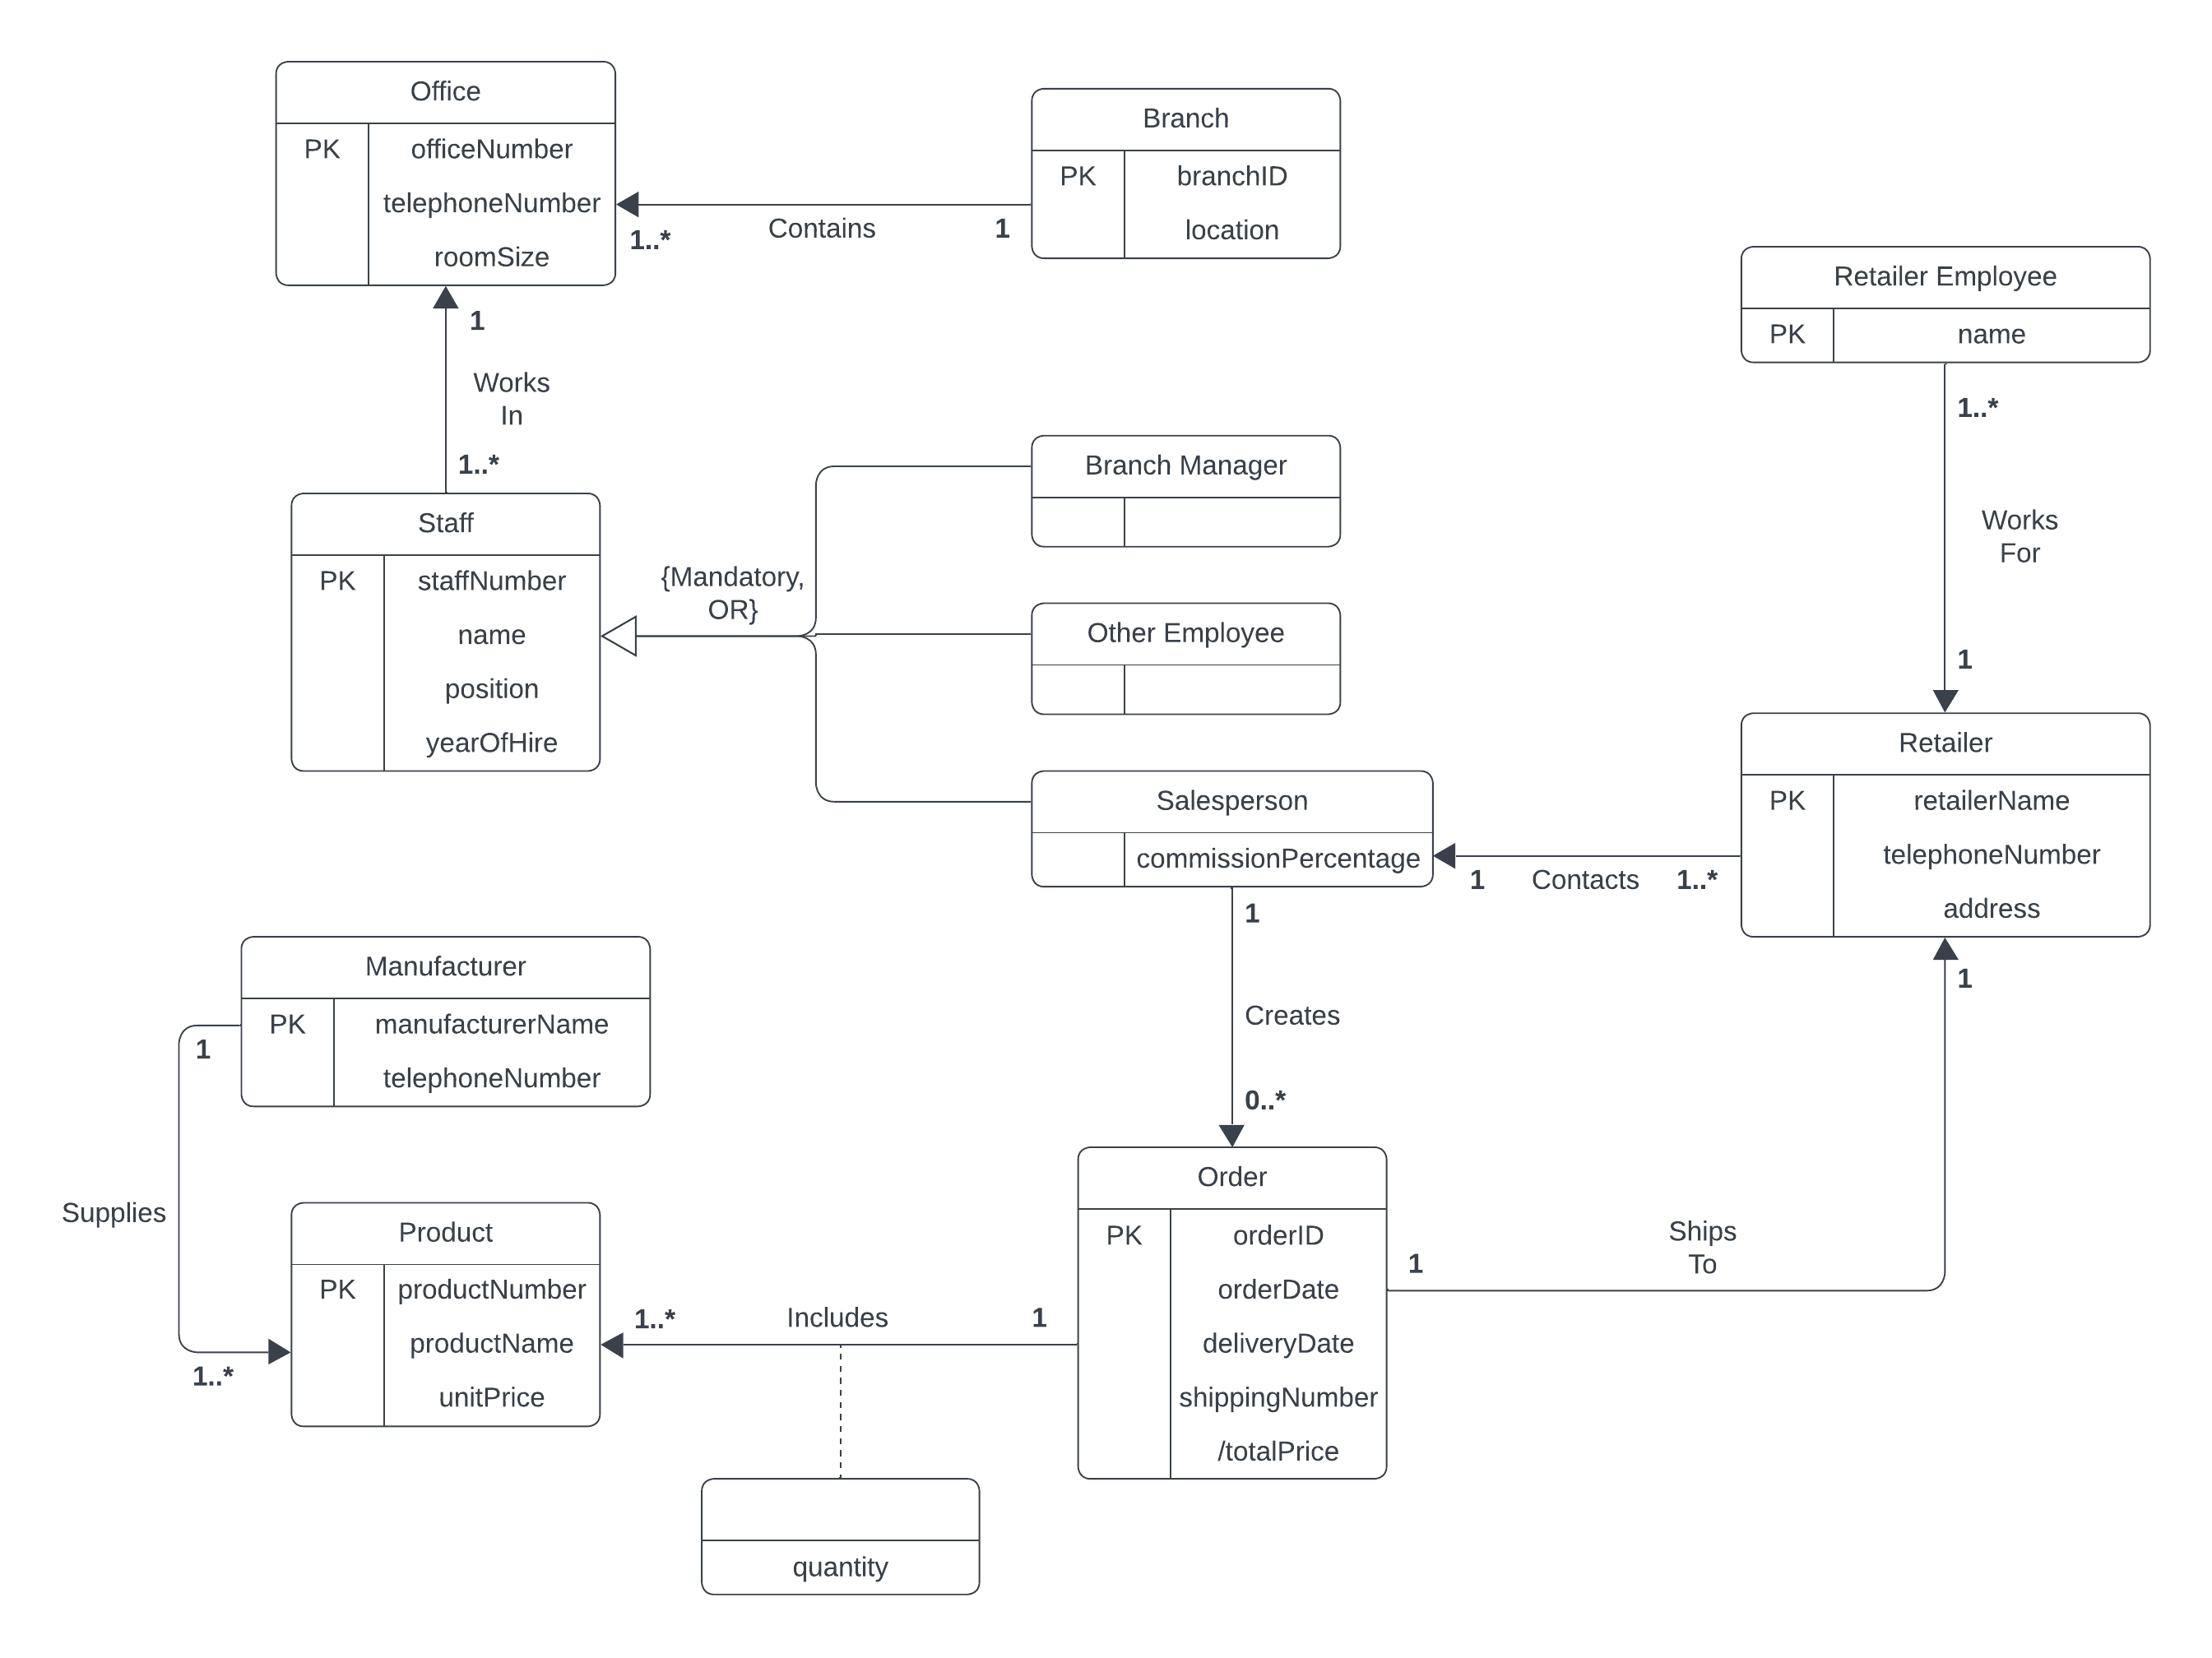 Office
PK officeNumber
telephoneNumber
roomSize
Branch
PK branchID
location
Contains
1..*
1
Retailer Employee
PK name
1
Works
In
1..*
1..*
Works
For
1
Staff
PK staffNumber
name
position
yearOfHire
{Mandatory,
OR}
Branch Manager
Other Employee
Salesperson
commissionPercentage
Retailer
PK retailerName
telephoneNumber
address
1 Contacts 1..*
1
Creates
0..*
1
Manufacturer
PK manufacturerName
telephoneNumber
1
Supplies
1..*
Product
PK productNumber
productName
unitPrice
1..* Includes 1
Order
PK orderID
orderDate
deliveryDate
shippingNumber
/totalPrice
1
Ships
To
quantity